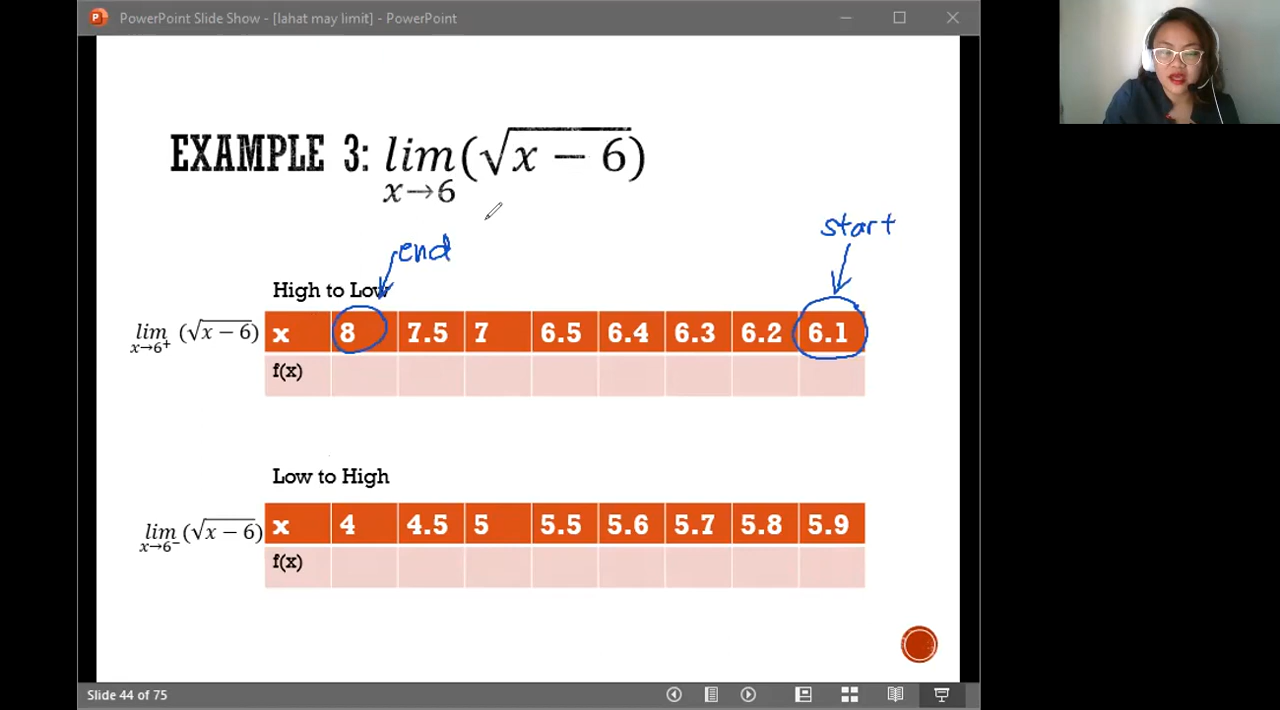 PowerPoint Slide Show - [lahat may limit] - PowerPoint
EXAMPLE 3: lim(√x − 6)
x→6
end
start
High to Low
lim (√x − 6)
x→6⁺
x 8 7.5 7 6.5 6.4 6.3 6.2 6.1
f(x)
Low to High
lim (√x − 6)
x→6⁻
x 4 4.5 5 5.5 5.6 5.7 5.8 5.9
f(x)
Slide 44 of 75